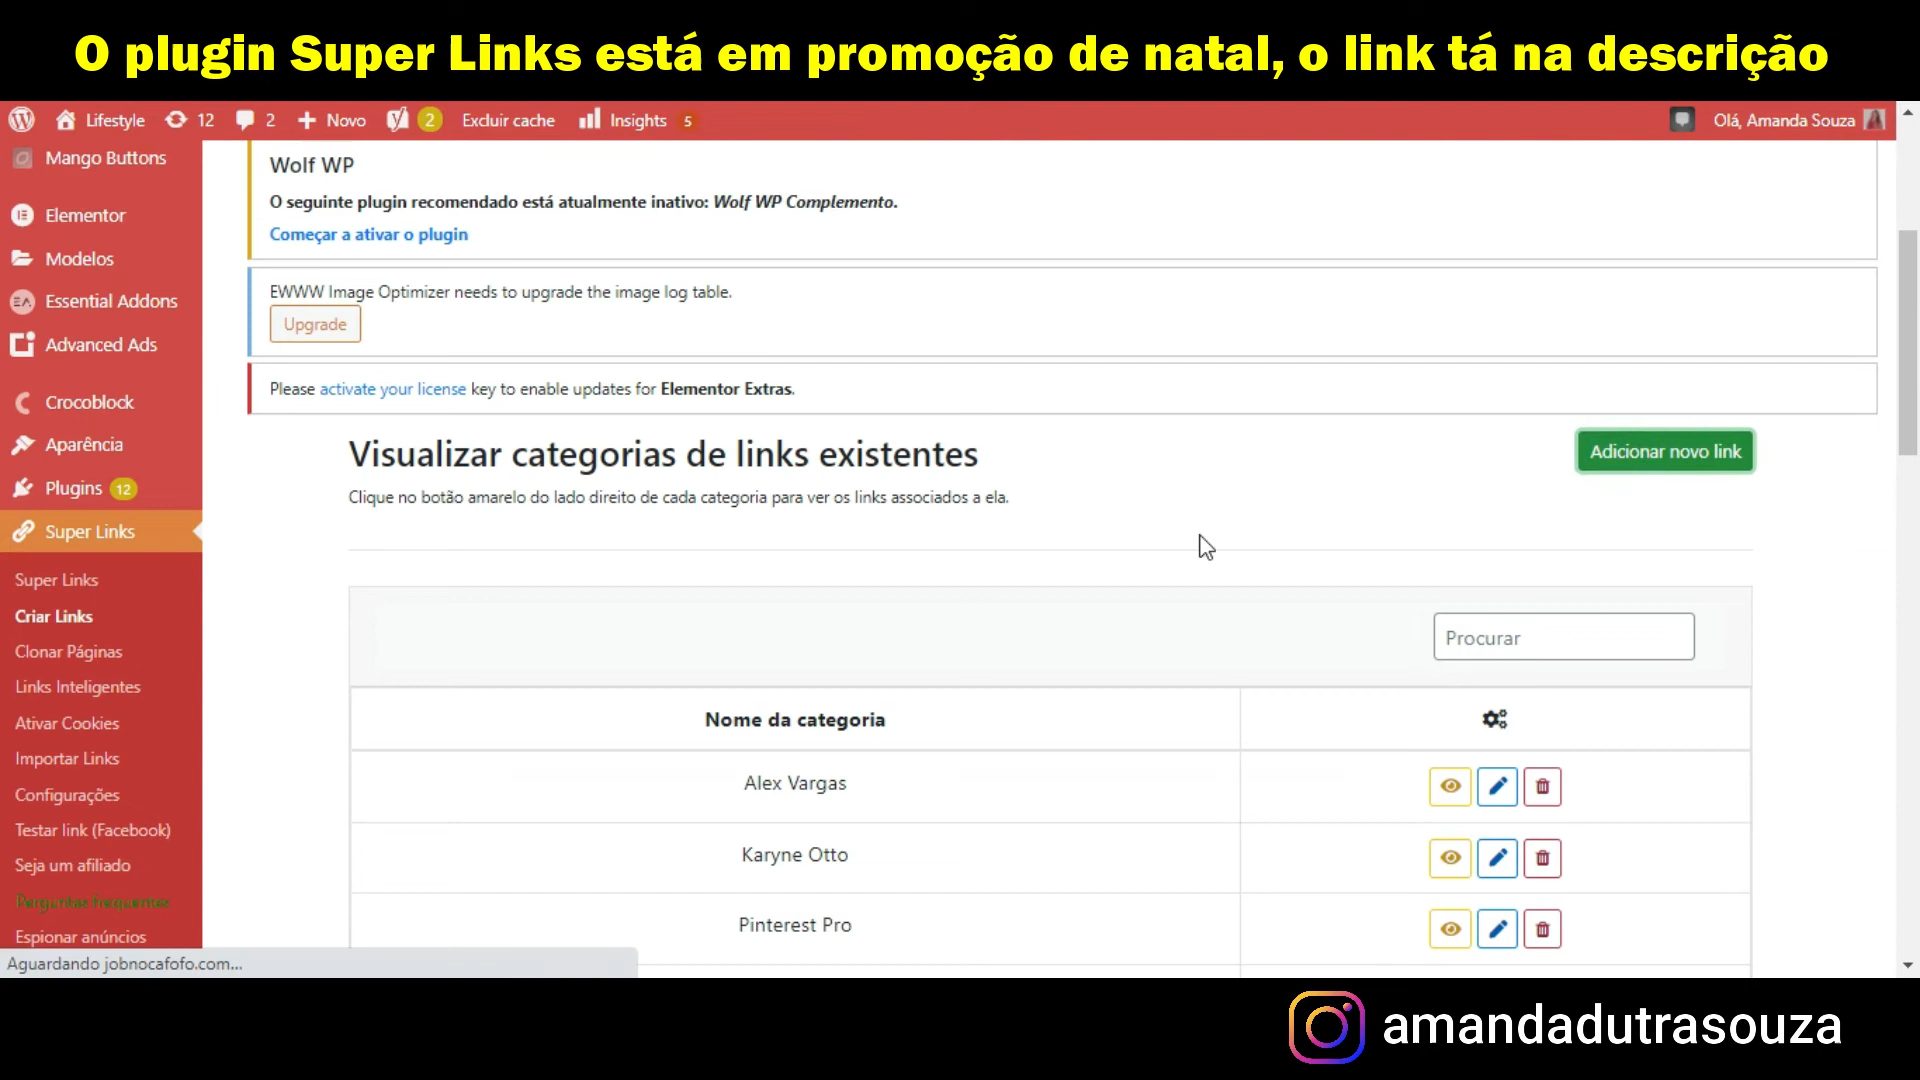 O plugin Super Links está em promoção de natal, o link tá na descrição
Lifestyle 12 2 Novo 2 Excluir cache Insights 5 Olá, Amanda Souza
Mango Buttons
Elementor
Modelos
Essential Addons
Advanced Ads
Crocoblock
Aparência
Plugins 12
Super Links
Super Links
Criar Links
Clonar Páginas
Links Inteligentes
Ativar Cookies
Importar Links
Configurações
Testar link (Facebook)
Seja um afiliado
Perguntas frequentes
Espionar anúncios
Aguardando jobnocafofo.com...
Wolf WP
O seguinte plugin recomendado está atualmente inativo: Wolf WP Complemento.
Começar a ativar o plugin
EWWW Image Optimizer needs to upgrade the image log table.
Upgrade
Please activate your license key to enable updates for Elementor Extras.
Visualizar categorias de links existentes
Adicionar novo link
Clique no botão amarelo do lado direito de cada categoria para ver os links associados a ela.
Procurar
Nome da categoria
Alex Vargas
Karyne Otto
Pinterest Pro
amandadutrasouza